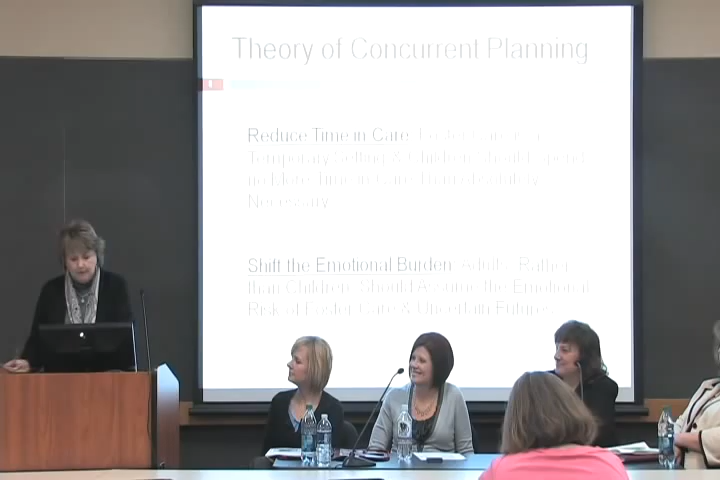 Theory of Concurrent Planning
Reduce Time in Care: Foster Care is a
Temporary Setting & Children Should Spend
no More Time in Care Than Absolutely
Necessary
Shift the Emotional Burden: Adults, Rather
than Children, Should Assume the Emotional
Risk of Foster Care & Uncertain Futures